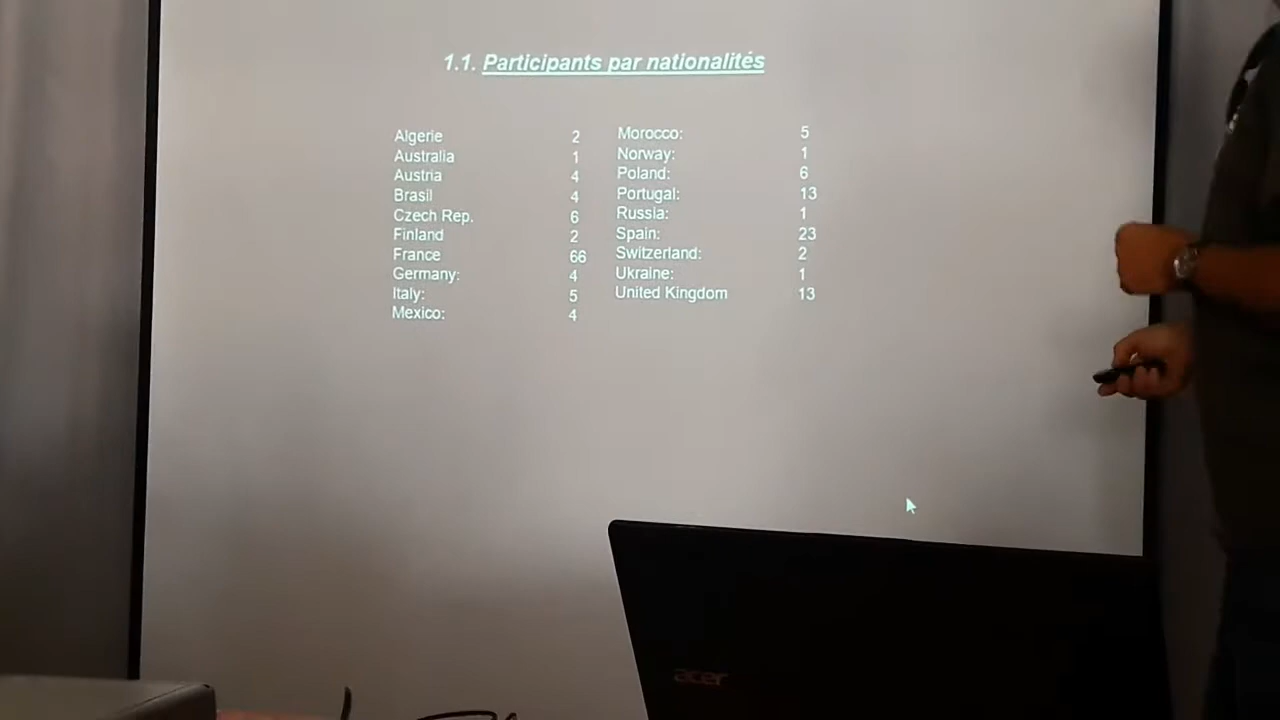 1.1. Participants par nationalités
Algerie 2
Australia 1
Austria 4
Brasil 4
Czech Rep. 6
Finland 2
France 66
Germany: 4
Italy: 5
Mexico: 4
Morocco: 5
Norway: 1
Poland: 6
Portugal: 13
Russia: 1
Spain: 23
Switzerland: 2
Ukraine: 1
United Kingdom 13
acer